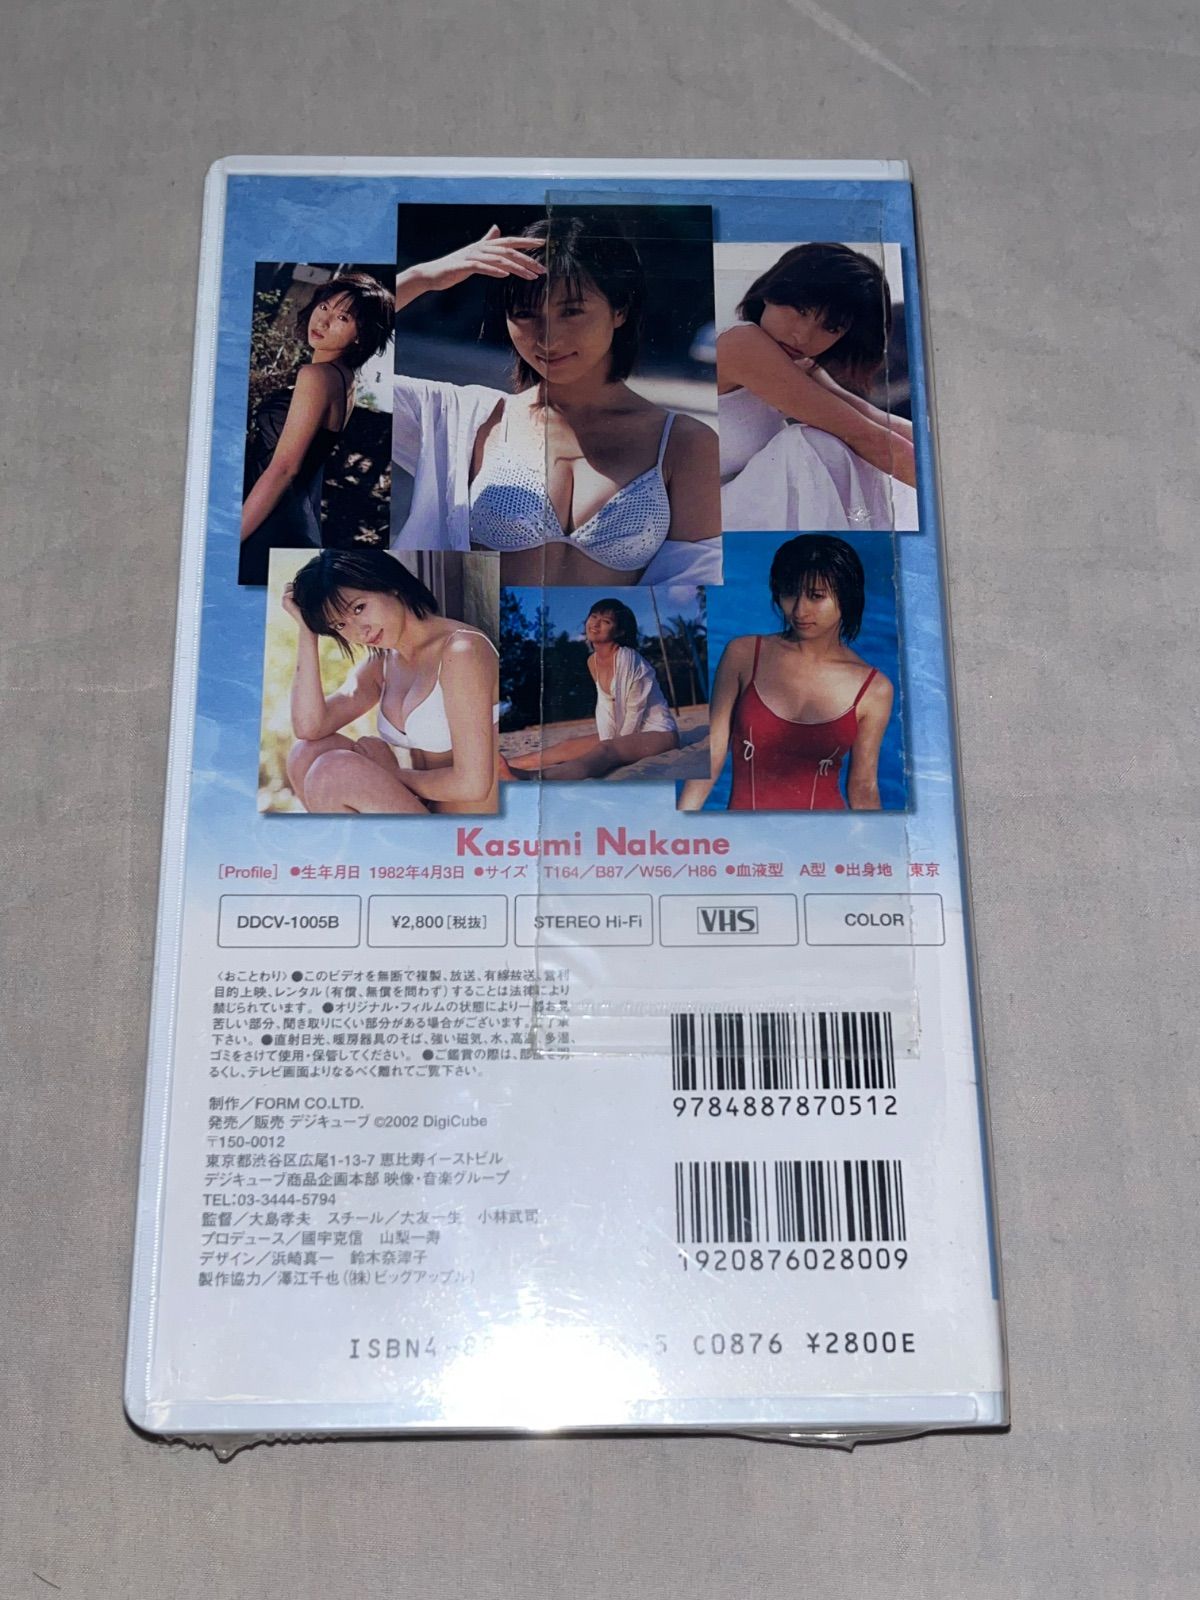 Kasumi Nakane
[Profile] ●生年月日 1982年4月3日 ●サイズ T164/B87/W56/H86 ●血液型 A型 ●出身地 東京
DDCV-1005B ¥2,800[税抜] STEREO Hi-Fi VHS COLOR
〈おことわり〉●このビデオを無断で複製、放送、有線放送、営利
目的上映、レンタル(有償、無償を問わず)することは法律により
禁じられています。 ●オリジナル・フィルムの状態により一部お見
苦しい部分、聞き取りにくい部分がある場合がございます。ご了承
下さい。 ●直射日光、暖房器具のそば、強い磁気、水、高温、多湿、
ゴミをさけて使用・保管してください。 ●ご鑑賞の際は、部屋を明
るくし、テレビ画面よりなるべく離れてご覧下さい。
制作/FORM CO.LTD.
発売/販売 デジキューブ ©2002 DigiCube
〒150-0012
東京都渋谷区広尾1-13-7 恵比寿イーストビル
デジキューブ商品企画本部 映像・音楽グループ
TEL:03-3444-5794
監督/大島孝夫 スチール/大友一生 小林武司
プロデュース/國宇克信 山梨一寿
デザイン/浜崎真一 鈴木奈津子
製作協力/澤江千也(㈱ビッグアップル)
9784887870512
1920876028009
ISBN4- 5 C0876 ¥2800E